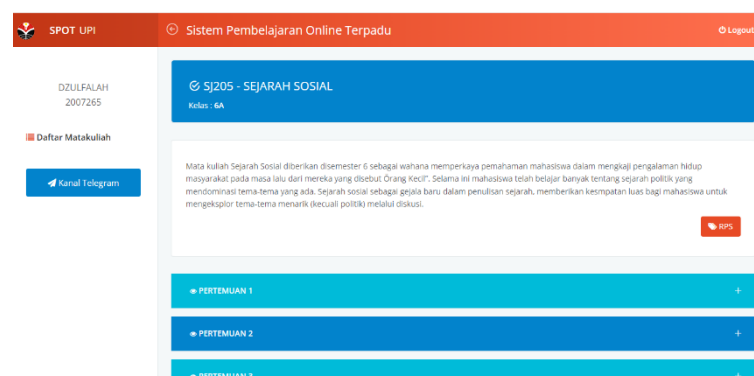 SPOT UPI
Sistem Pembelajaran Online Terpadu
Logout
DZULFALAH
2007265
Daftar Matakuliah
Kanal Telegram
SJ205 - SEJARAH SOSIAL
Kelas : 6A
Mata kuliah Sejarah Sosial diberikan disemester 6 sebagai wahana memperkaya pemahaman mahasiswa dalam mengkaji pengalaman hidup
masyarakat pada masa lalu dari mereka yang disebut Örang Kecil". Selama ini mahasiswa telah belajar banyak tentang sejarah politik yang
mendominasi tema-tema yang ada. Sejarah sosial sebagai gejala baru dalam penulisan sejarah, memberikan kesmpatan luas bagi mahasiswa untuk
mengeksplor tema-tema menarik (kecuali politik) melalui diskusi.
RPS
PERTEMUAN 1
PERTEMUAN 2
PERTEMUAN 3